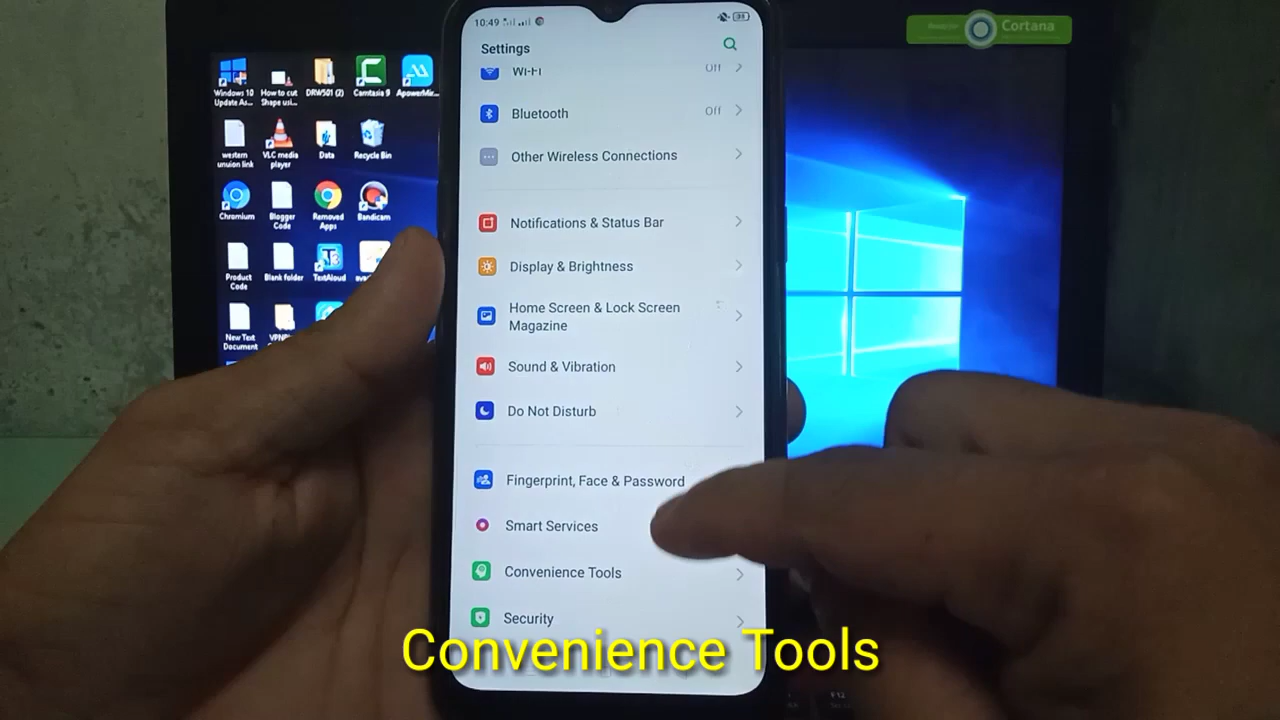 10:49
Settings
Wi-Fi
Off
Bluetooth
Off
Other Wireless Connections
Notifications & Status Bar
Display & Brightness
Home Screen & Lock Screen
Magazine
Sound & Vibration
Do Not Disturb
Fingerprint, Face & Password
Smart Services
Convenience Tools
Security
Convenience Tools
Cortana
Windows 10
Update As...
How to cut
Shape usi...
DRW501 (2)
Camtasia 9
ApowerMir...
western
unuion link
VLC media
player
Data
Recycle Bin
Chromium
Blogger
Code
Removed
Apps
Bandicam
Product
Code
Blank folder
TextAloud
New Text
Document
F12